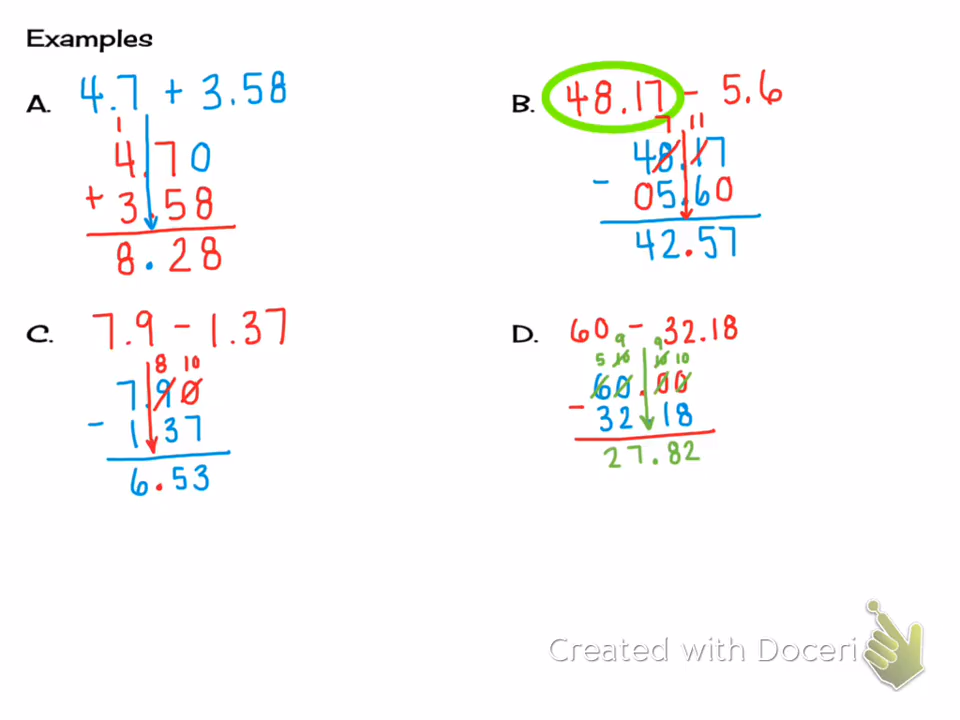 Examples
A. 4.7 + 3.58
1
4.70
+ 3.58
8.28
B. 48.17 - 5.6
7 11
48.17
- 05.60
42.57
C. 7.9 - 1.37
8 10
7.90
- 1.37
6.53
D. 60 - 32.18
9 9
5 10 10 10
60.00
- 32 18
27.82
Created with Doceri